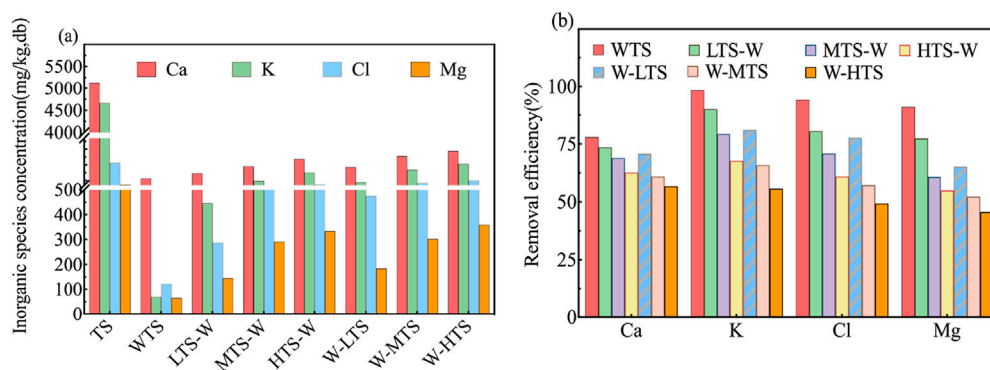 (a)
Inorganic species concentration(mg/kg,db)
5500
5000
4500
4000
500
400
300
200
100
0
Ca K Cl Mg
TS WTS LTS-W MTS-W HTS-W W-LTS W-MTS W-HTS
(b)
Removal efficiency(%)
100
75
50
25
0
WTS LTS-W MTS-W HTS-W
W-LTS W-MTS W-HTS
Ca K Cl Mg